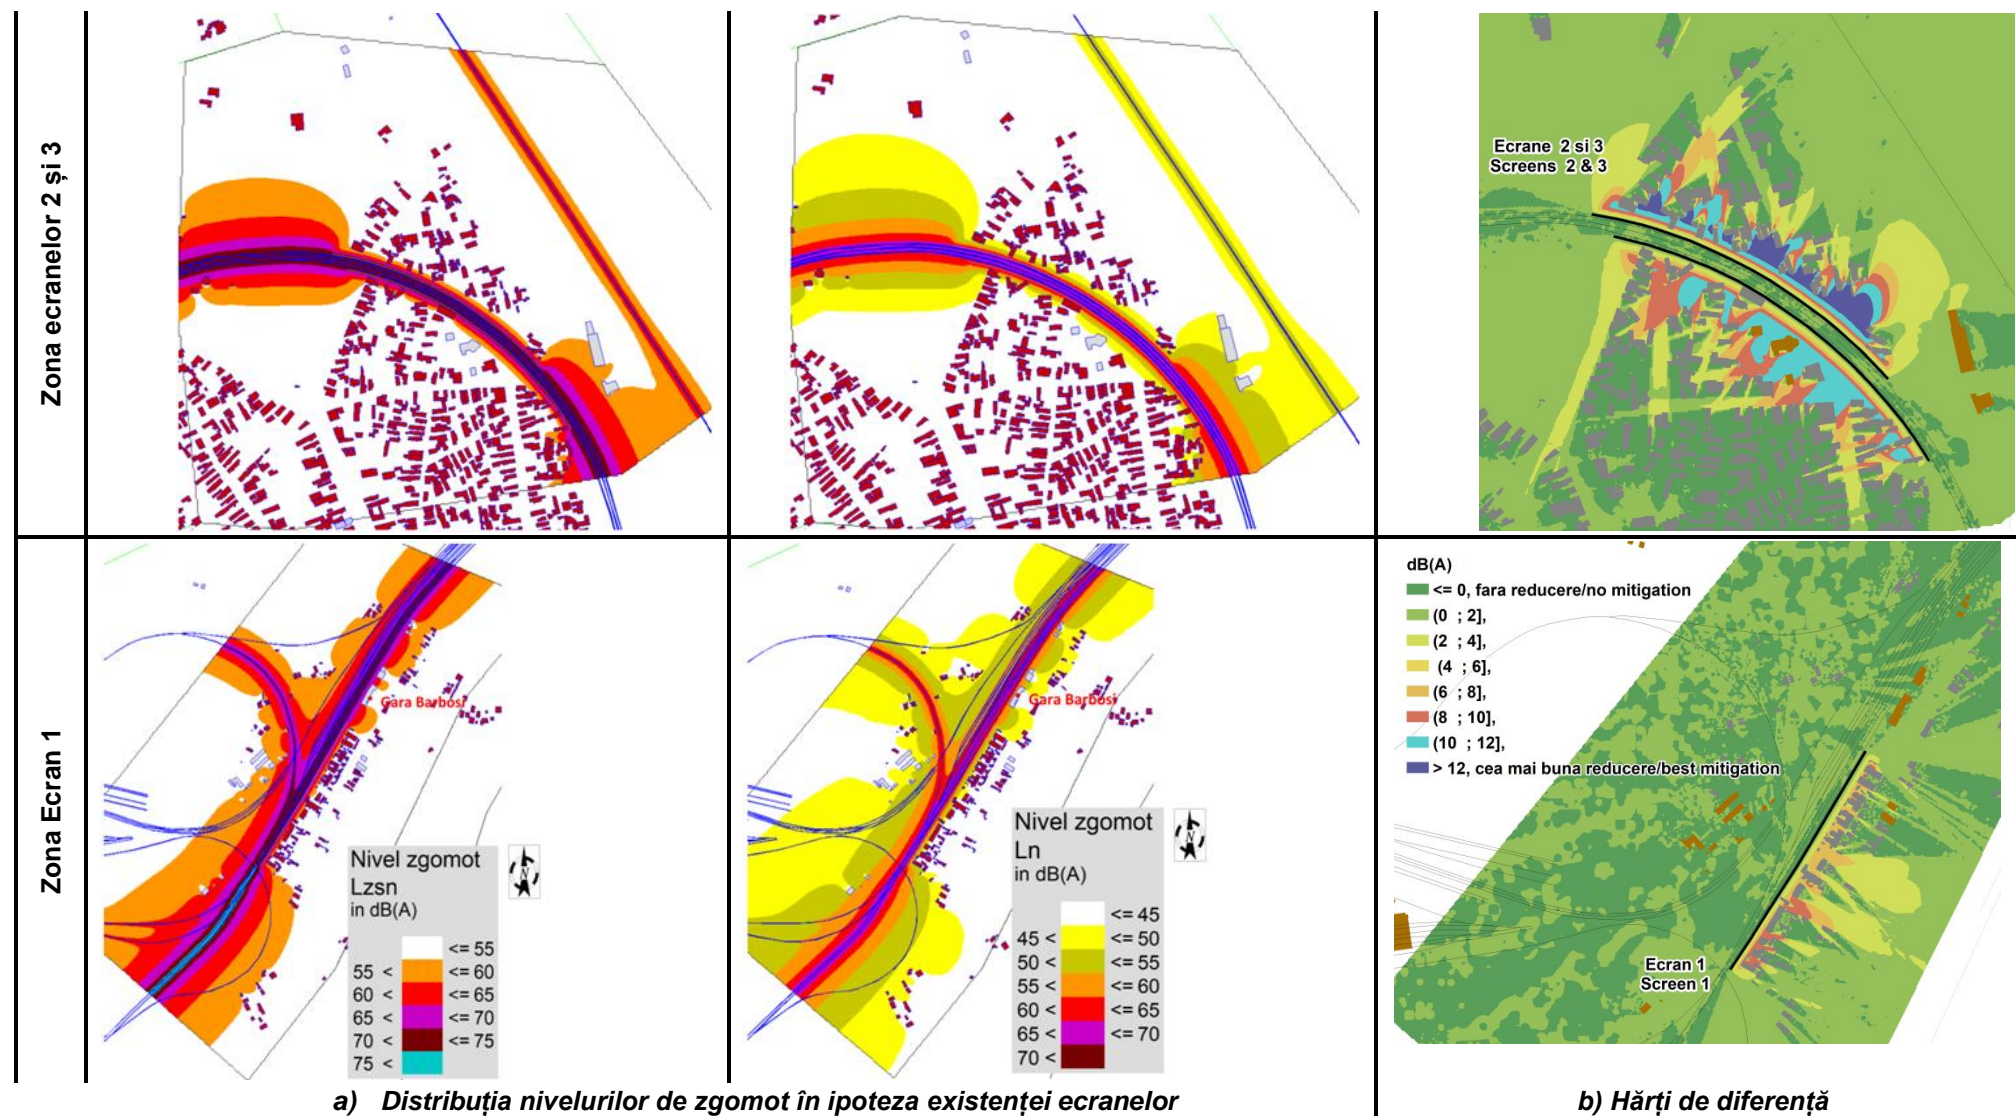 Zona ecranelor 2 și 3
Ecrane 2 si 3
Screens 2 & 3
Zona Ecran 1
Gara Barbosi
Nivel zgomot
Lzsn
in dB(A)
N
<= 55
55 < <= 60
60 < <= 65
65 < <= 70
70 < <= 75
75 <
Gara Barbosi
Nivel zgomot
Ln
in dB(A)
N
<= 45
45 < <= 50
50 < <= 55
55 < <= 60
60 < <= 65
65 < <= 70
70 <
dB(A)
<= 0, fara reducere/no mitigation
(0 ; 2],
(2 ; 4],
(4 ; 6],
(6 ; 8],
(8 ; 10],
(10 ; 12],
> 12, cea mai buna reducere/best mitigation
Ecran 1
Screen 1
a) Distribuția nivelurilor de zgomot în ipoteza existenței ecranelor
b) Hărți de diferență